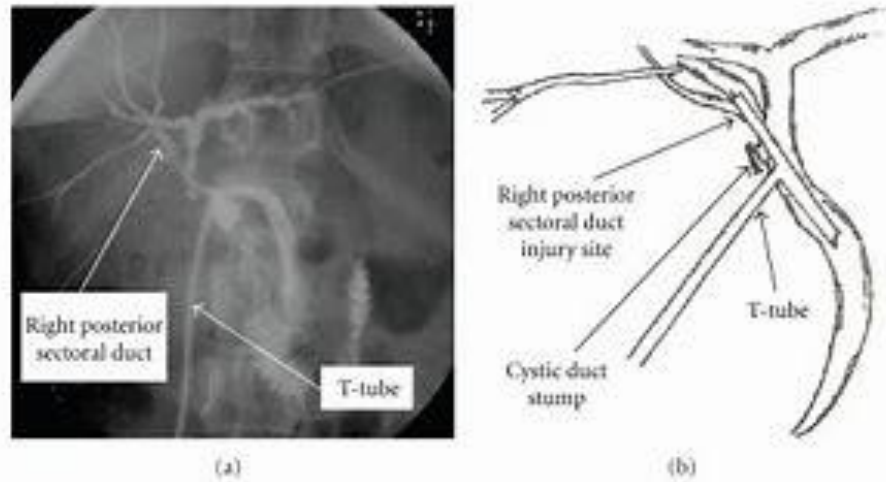 Right posterior
sectoral duct
T-tube
(a)
Right posterior
sectoral duct
injury site
T-tube
Cystic duct
stump
(b)